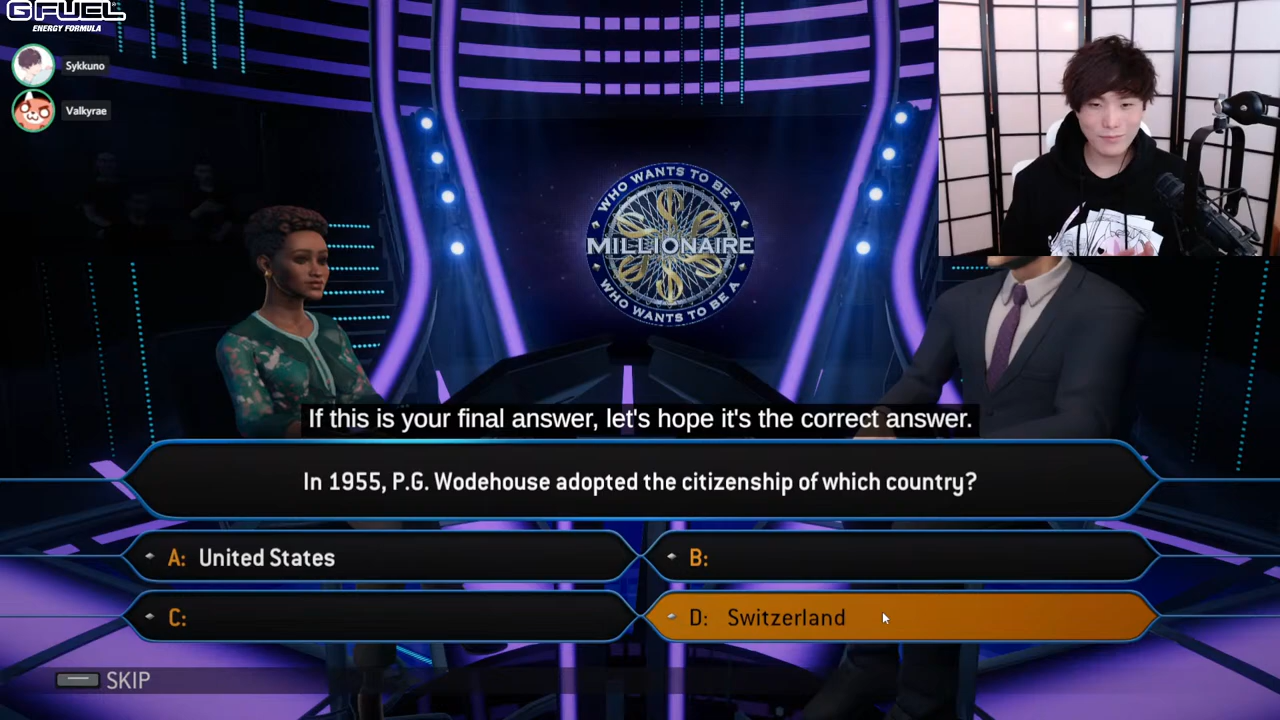 G FUEL
ENERGY FORMULA
Sykkuno
Valkyrae
WHO WANTS TO BE A
MILLIONAIRE
WHO WANTS TO BE A
If this is your final answer, let's hope it's the correct answer.
In 1955, P.G. Wodehouse adopted the citizenship of which country?
A: United States
B:
C:
D: Switzerland
SKIP